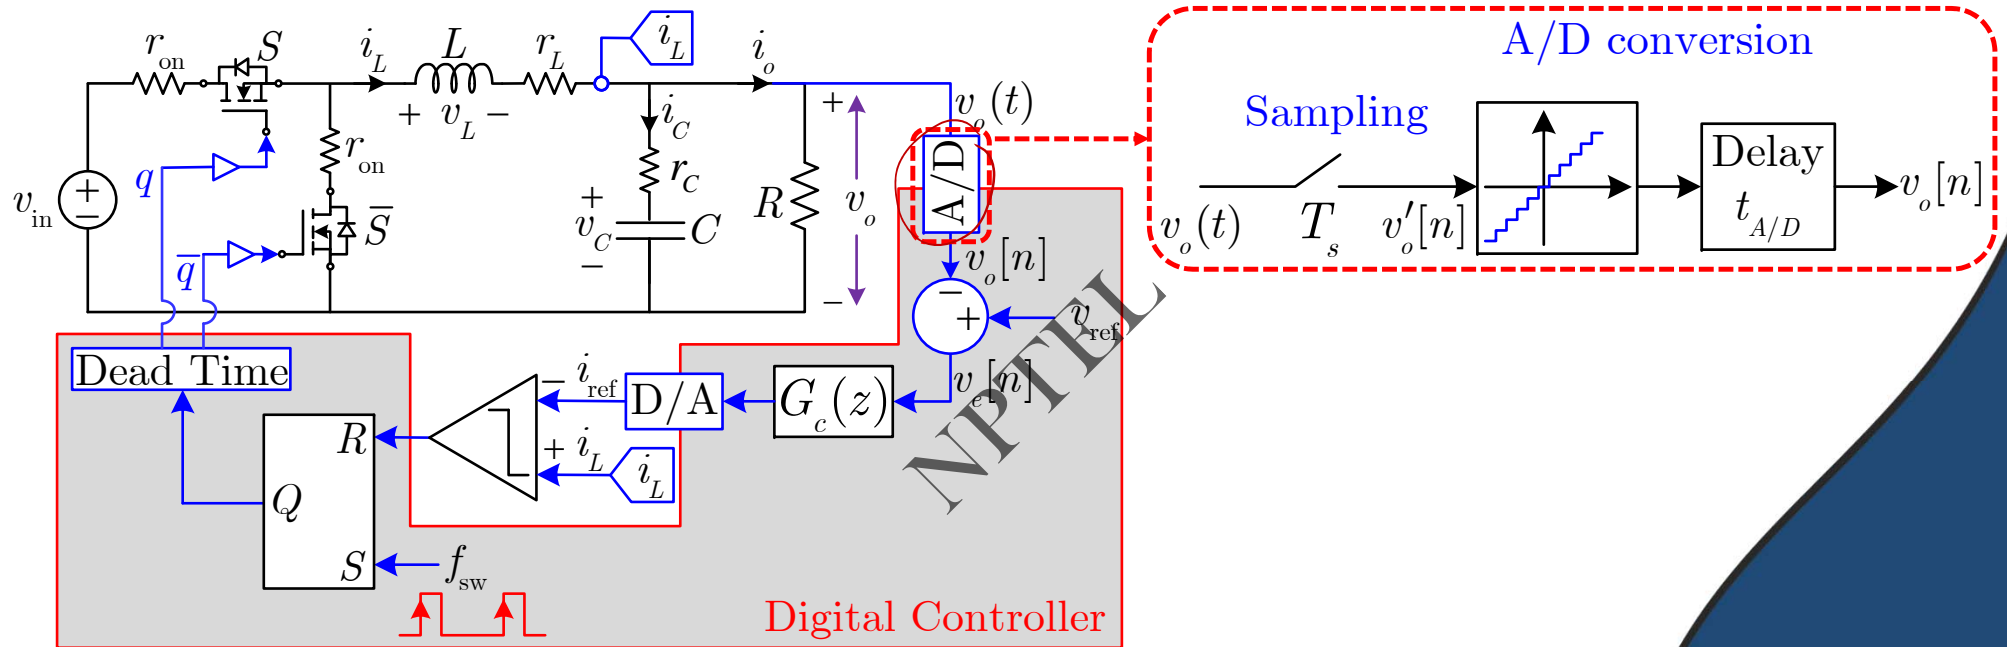 A/D conversion
r_on
S
i_L
L
r_L
i_L
i_o
+ v_L −
i_C
+
v_o(t)
Sampling
q
r_on
r_C
A/D
Delay
t_A/D
v_o[n]
v_in
+
−
S̅
+
v_C
−
C
R
v_o
v_o(t)
T_s
v′_o[n]
q̅
v_o[n]
−
−
+
v_ref
Dead Time
− i_ref
D/A
G_c(z)
v_e[n]
R
+ i_L
i_L
NPTEL
Q
S
f_sw
Digital Controller